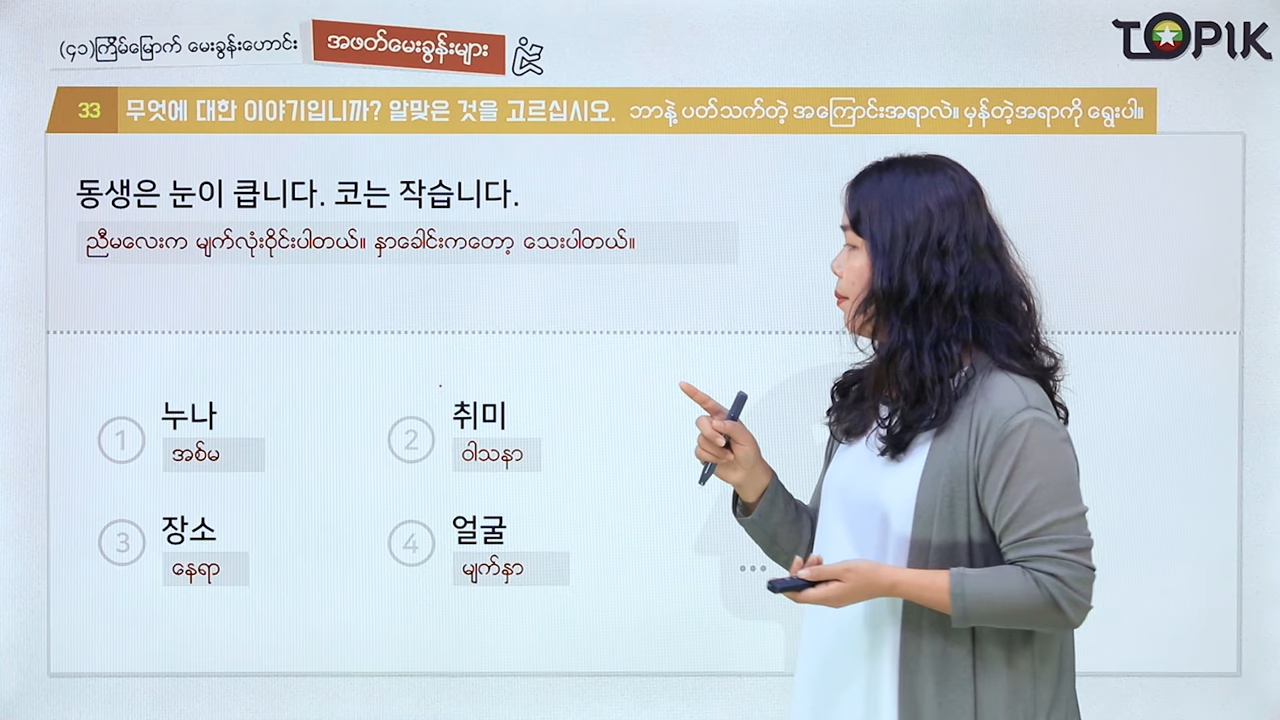 (၄၁)ကြိမ်မြောက် မေးခွန်းဟောင်း အဖတ်မေးခွန်းများ
TOPIK
33 무엇에 대한 이야기입니까? 알맞은 것을 고르십시오. ဘာနဲ့ ပတ်သက်တဲ့ အကြောင်းအရာလဲ။ မှန်တဲ့အရာကို ရွေးပါ။
동생은 눈이 큽니다. 코는 작습니다.
ညီမလေးက မျက်လုံးဝိုင်းပါတယ်။ နှာခေါင်းကတော့ သေးပါတယ်။
1 누나
အစ်မ
2 취미
ဝါသနာ
3 장소
နေရာ
4 얼굴
မျက်နှာ